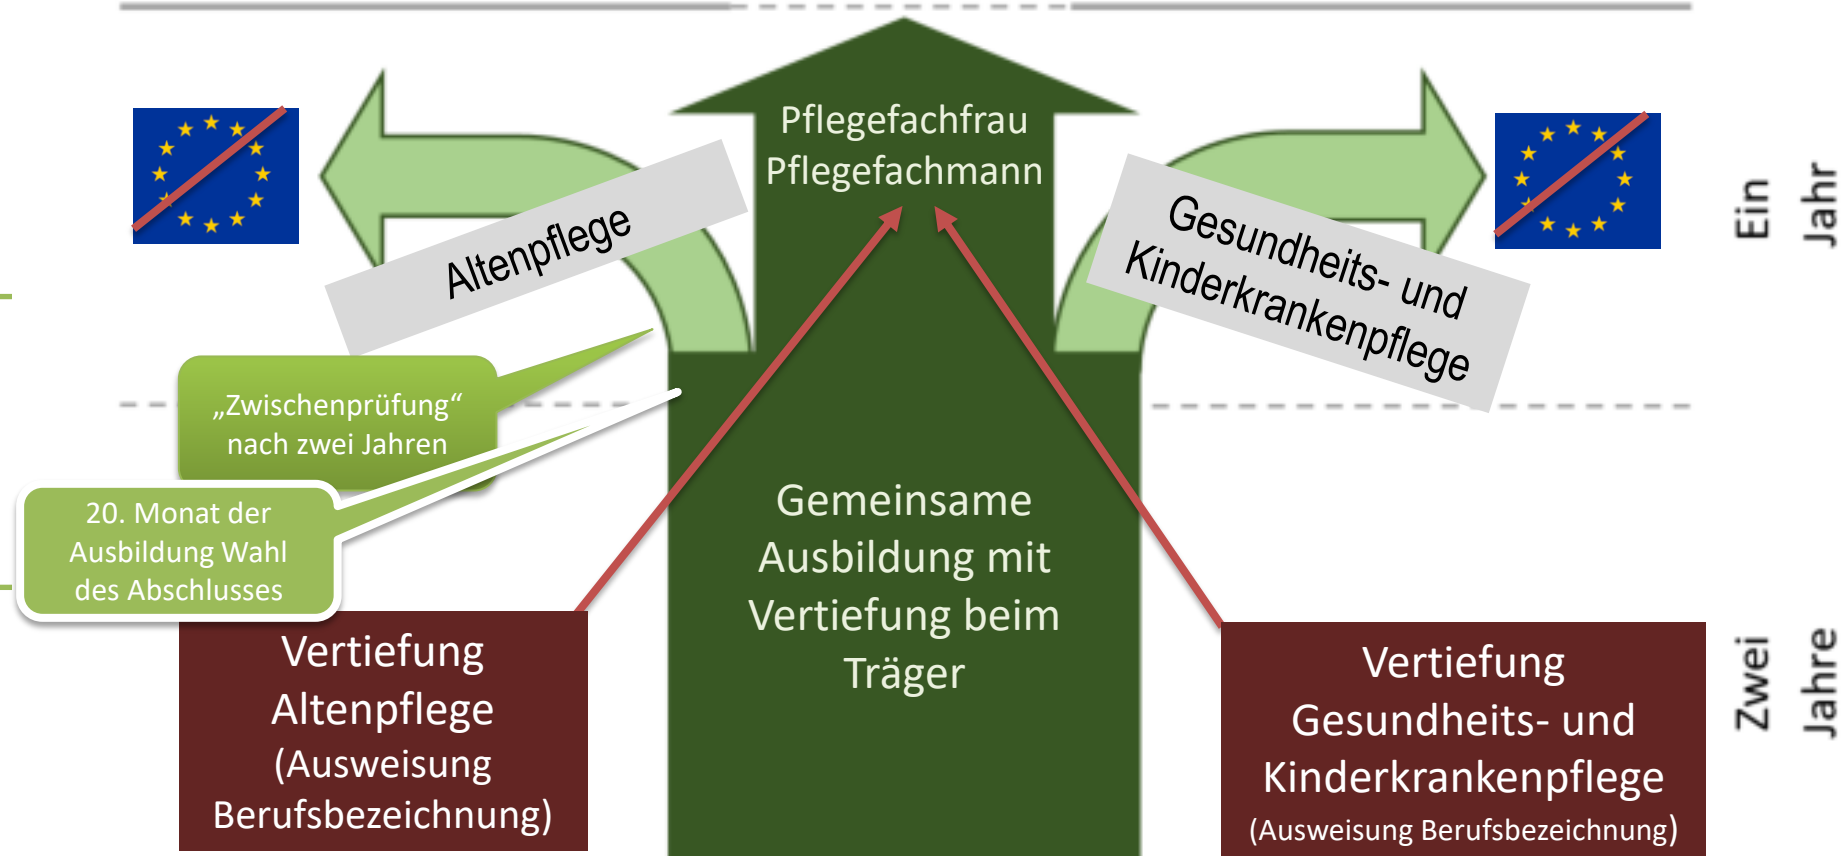 Pflegefachfrau
Pflegefachmann
Altenpflege
Gesundheits- und
Kinderkrankenpflege
Ein
Jahr
„Zwischenprüfung“
nach zwei Jahren
20. Monat der
Ausbildung Wahl
des Abschlusses
Gemeinsame
Ausbildung mit
Vertiefung beim
Träger
Vertiefung
Altenpflege
(Ausweisung
Berufsbezeichnung)
Vertiefung
Gesundheits- und
Kinderkrankenpflege
(Ausweisung Berufsbezeichnung)
Zwei
Jahre